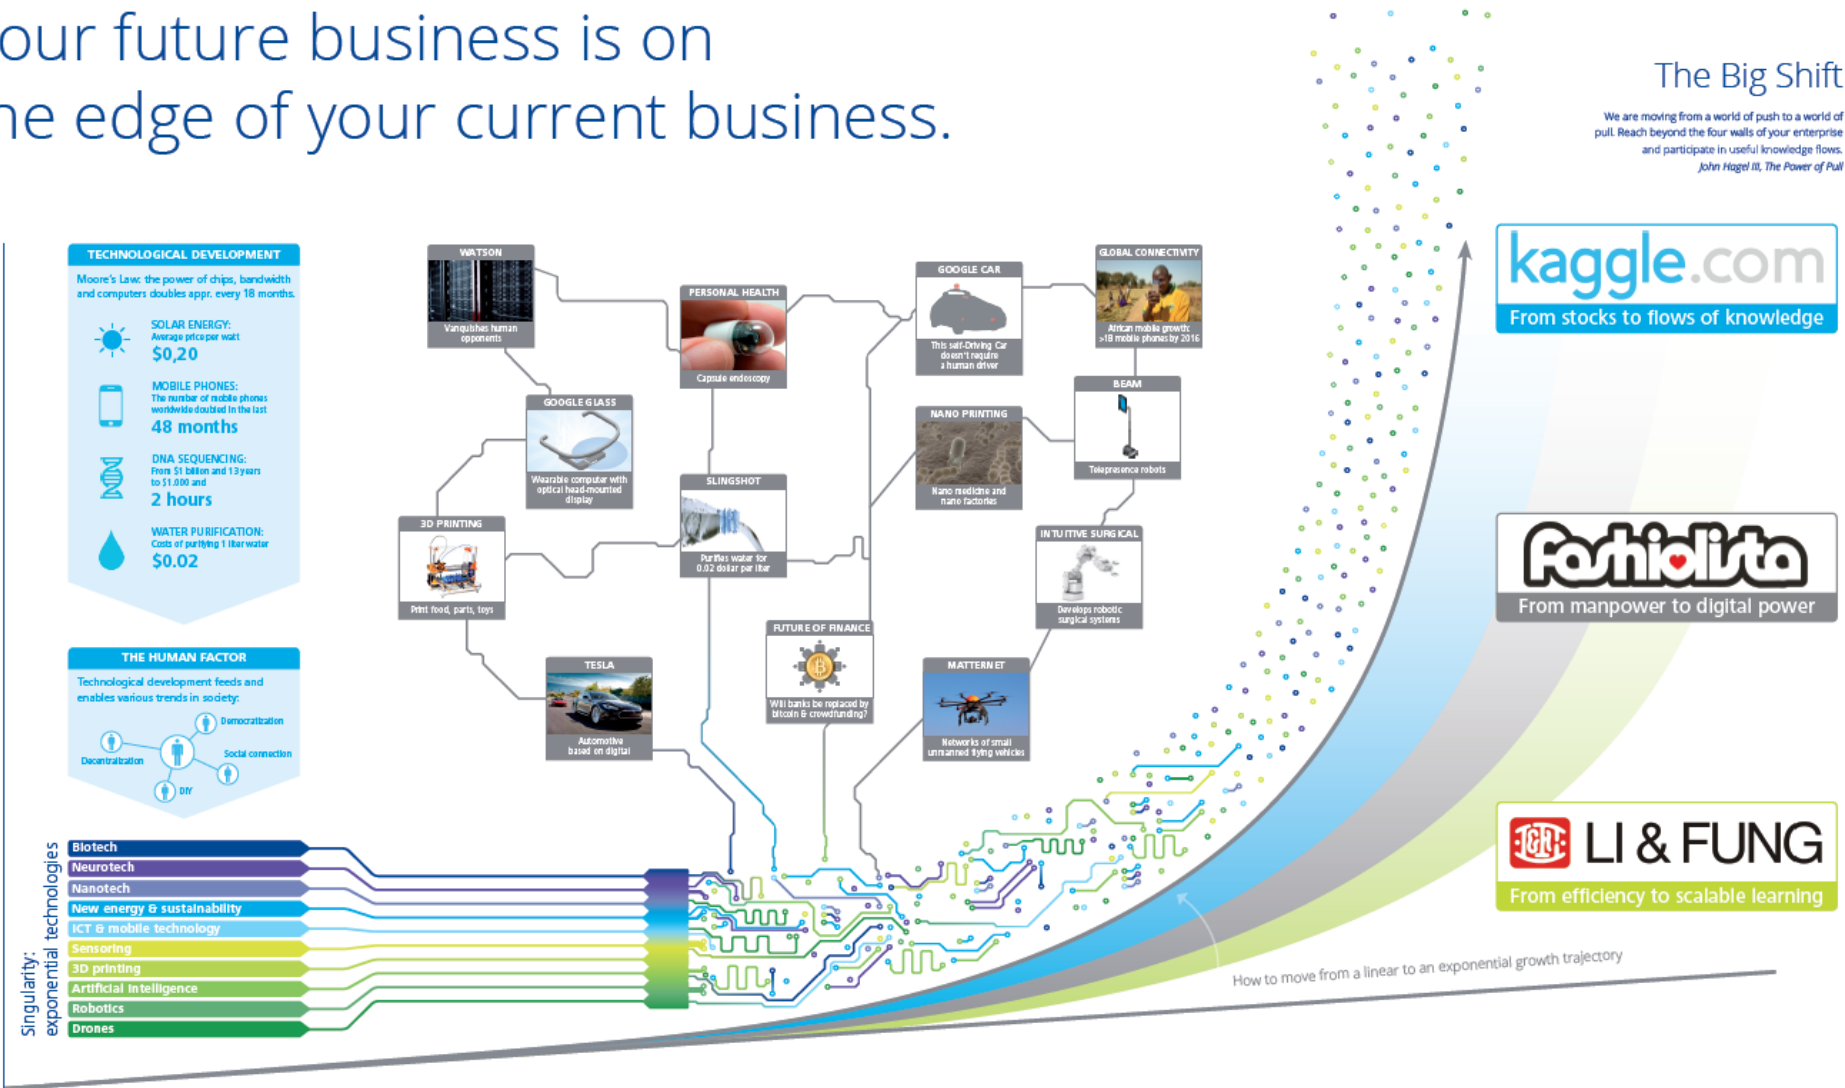 our future business is on
he edge of your current business.
The Big Shift
We are moving from a world of push to a world of
pull. Reach beyond the four walls of your enterprise
and participate in useful knowledge flows.
John Hagel III, The Power of Pull
TECHNOLOGICAL DEVELOPMENT
Moore's Law: the power of chips, bandwidth
and computers doubles appr. every 18 months.
SOLAR ENERGY:
Average price per watt
$0,20
MOBILE PHONES:
The number of mobile phones
worldwide doubled in the last
48 months
DNA SEQUENCING:
From $1 billion and 13 years
to $1.000 and
2 hours
WATER PURIFICATION:
Costs of purifying 1 liter water
$0.02
THE HUMAN FACTOR
Technological development feeds and
enables various trends in society:
Democratization
Decentralization
Social connection
DIY
WATSON
Vanquishes human
opponents
PERSONAL HEALTH
Capsule endoscopy
GOOGLE CAR
This self-Driving Car
doesn't require
a human driver
GLOBAL CONNECTIVITY
African mobile growth:
>1B mobile phones by 2016
GOOGLE GLASS
Wearable computer with
optical head-mounted
display
NANO PRINTING
Nano medicine and
nano factories
BEAM
Telepresence robots
SLINGSHOT
Purifies water for
0.02 dollar per liter
3D PRINTING
Print food, parts, toys
INTUITIVE SURGICAL
Develops robotic
surgical systems
TESLA
Automotive
based on digital
FUTURE OF FINANCE
Will banks be replaced by
bitcoin & crowdfunding?
MATTERNET
Networks of small
unmanned flying vehicles
kaggle.com
From stocks to flows of knowledge
Fashiolista
From manpower to digital power
LI & FUNG
From efficiency to scalable learning
Singularity:
exponential technologies
Biotech
Neurotech
Nanotech
New energy & sustainability
ICT & mobile technology
Sensoring
3D printing
Artificial Intelligence
Robotics
Drones
How to move from a linear to an exponential growth trajectory